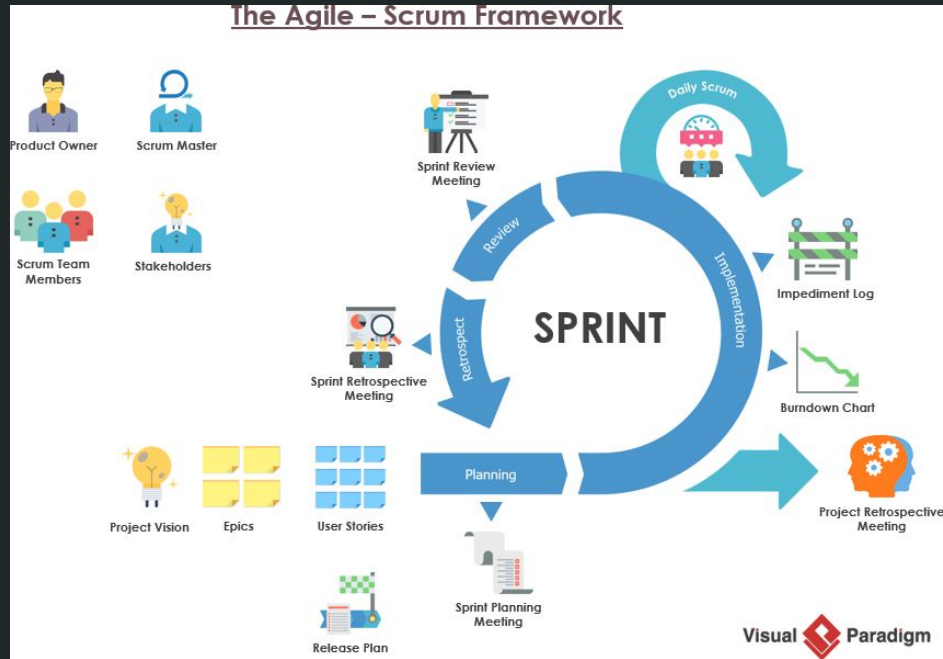 The Agile – Scrum Framework
Product Owner
Scrum Master
Scrum Team
Members
Stakeholders
Sprint Review
Meeting
Daily Scrum
Review
Implementation
Impediment Log
SPRINT
Retrospect
Sprint Retrospective
Meeting
Burndown Chart
Planning
Project Vision
Epics
User Stories
Project Retrospective
Meeting
Sprint Planning
Meeting
Release Plan
Visual Paradigm